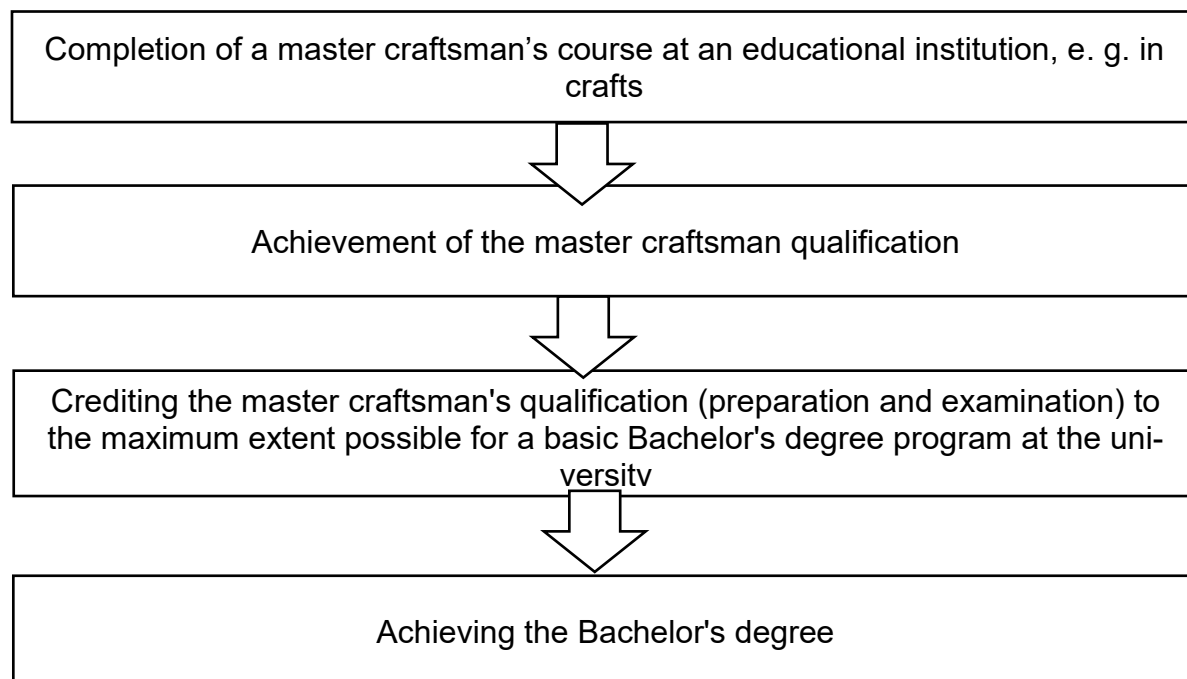 Completion of a master craftsman’s course at an educational institution, e. g. in
crafts
Achievement of the master craftsman qualification
Crediting the master craftsman's qualification (preparation and examination) to
the maximum extent possible for a basic Bachelor's degree program at the uni-
versity
Achieving the Bachelor's degree